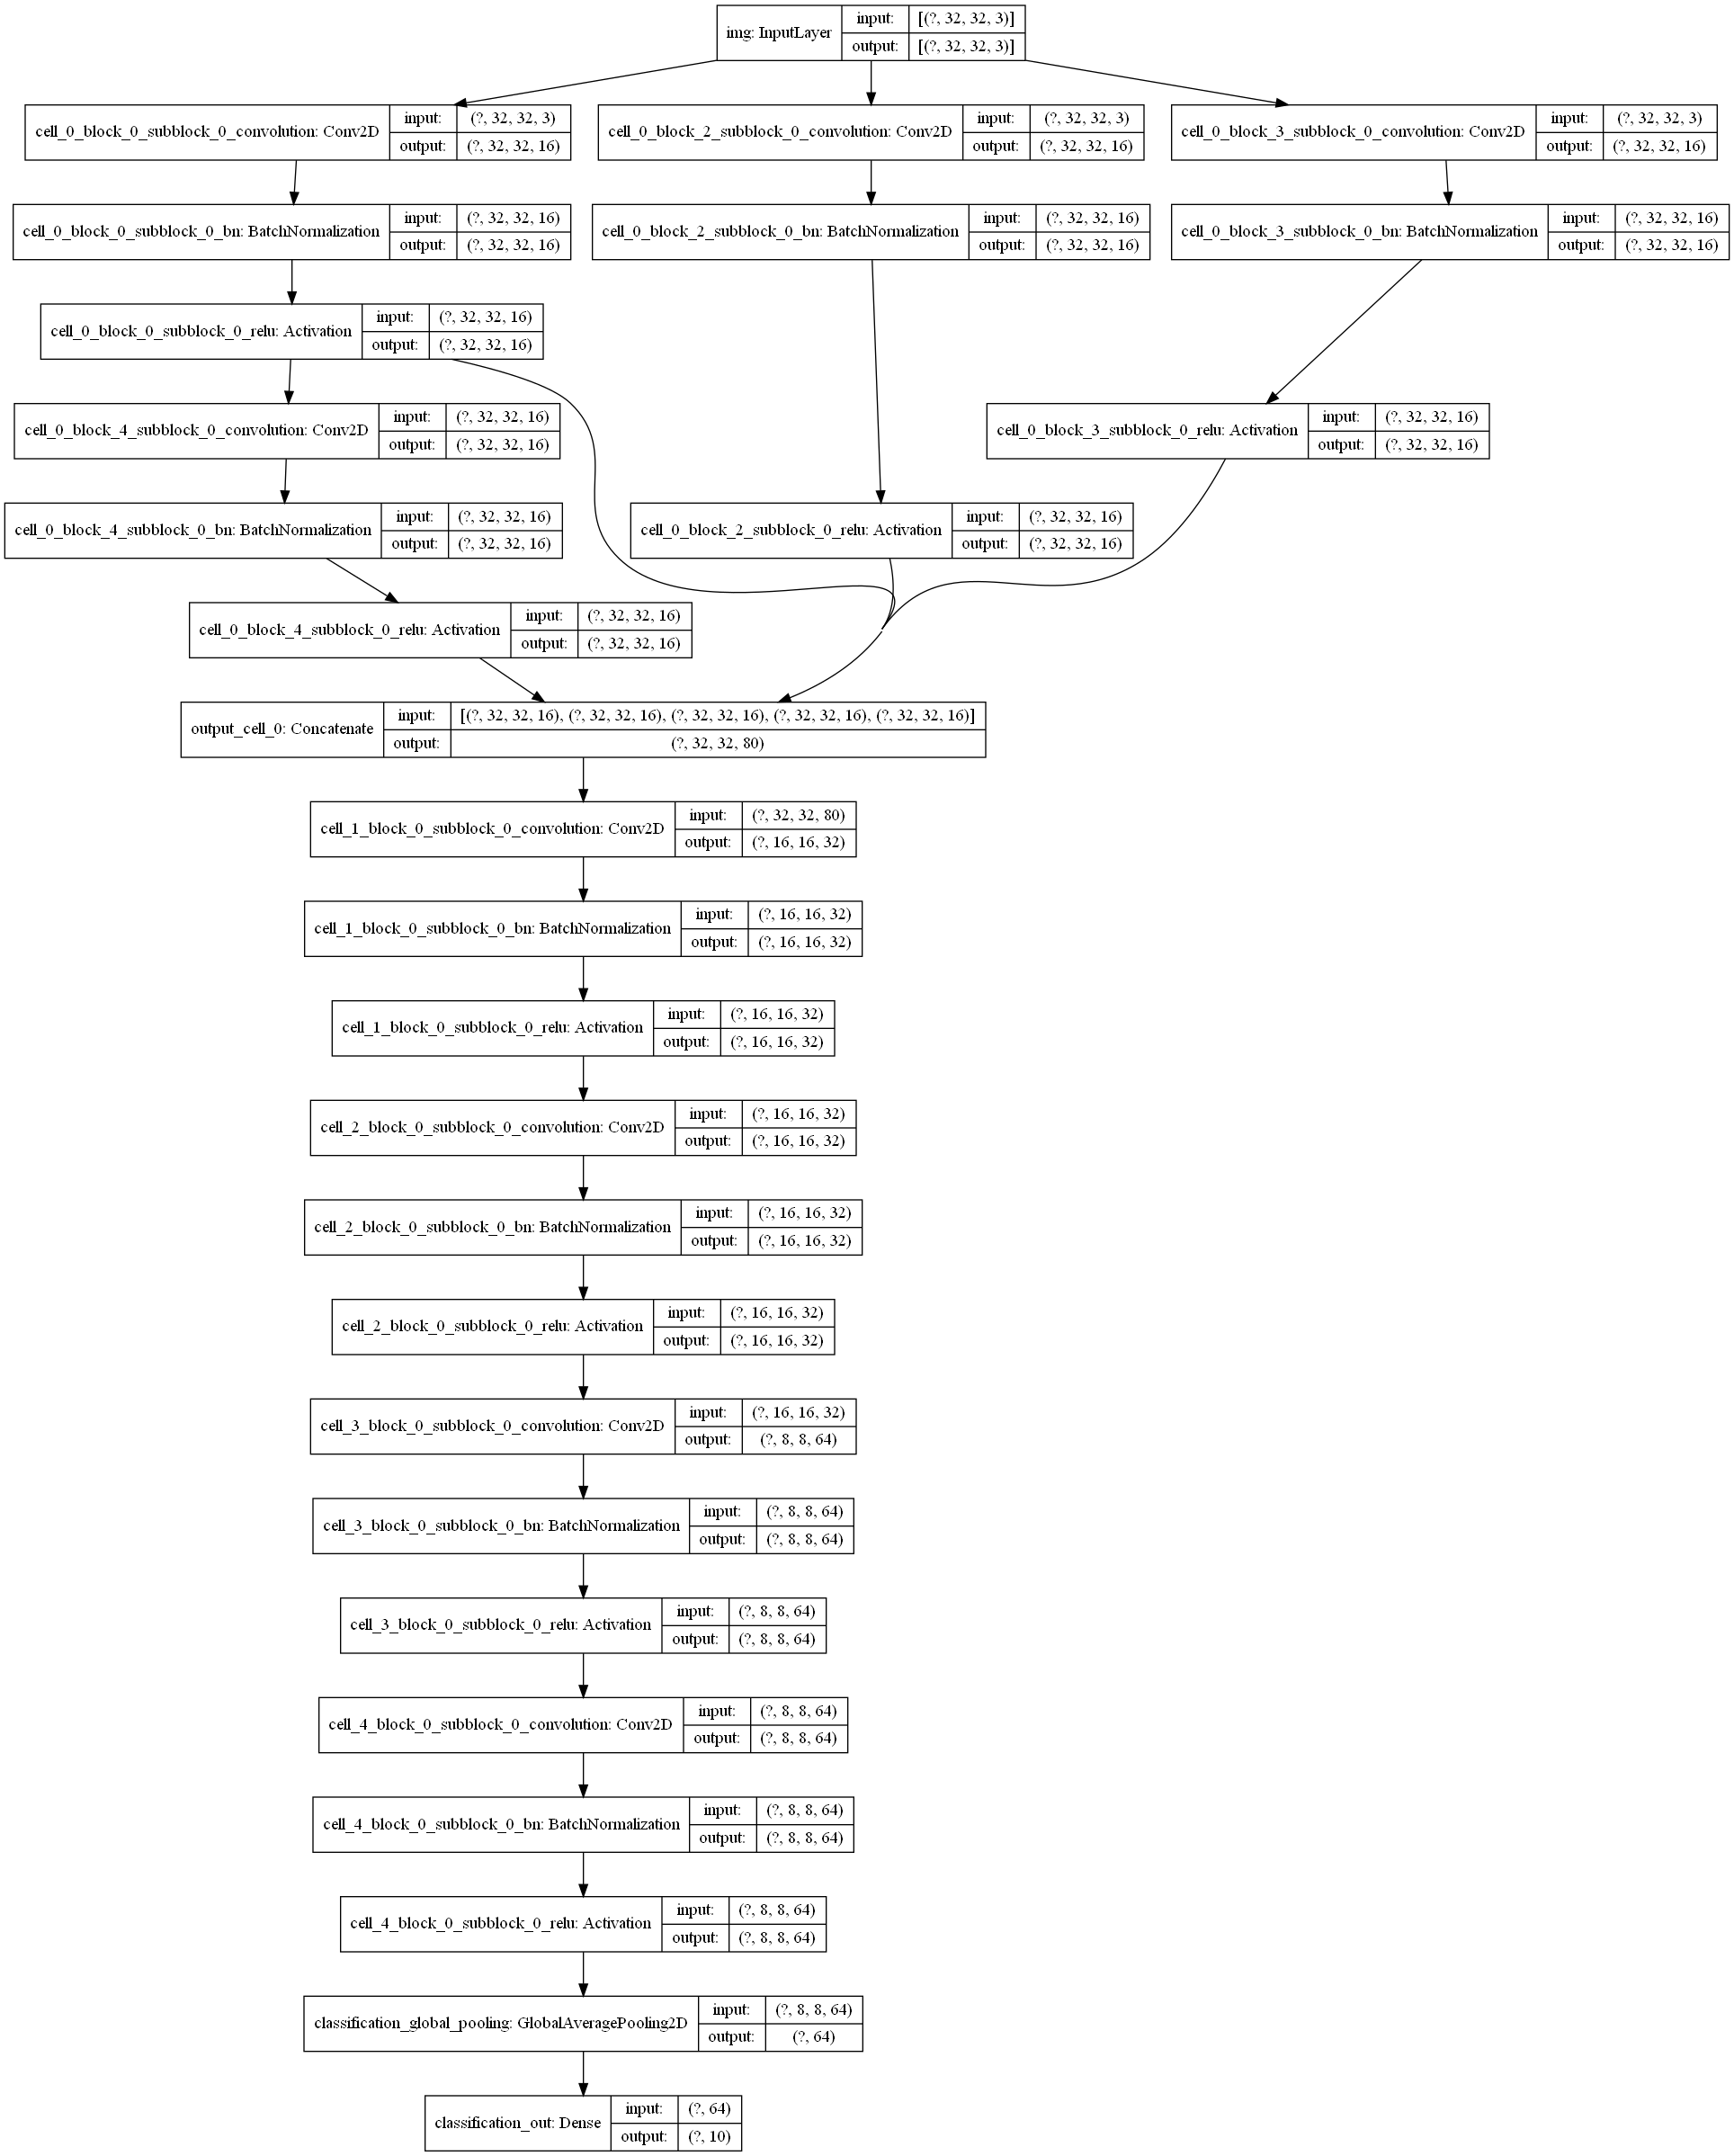 img: InputLayer
input: [(?, 32, 32, 3)]
output: [(?, 32, 32, 3)]
cell_0_block_0_subblock_0_convolution: Conv2D
input: (?, 32, 32, 3)
output: (?, 32, 32, 16)
cell_0_block_2_subblock_0_convolution: Conv2D
input: (?, 32, 32, 3)
output: (?, 32, 32, 16)
cell_0_block_3_subblock_0_convolution: Conv2D
input: (?, 32, 32, 3)
output: (?, 32, 32, 16)
cell_0_block_0_subblock_0_bn: BatchNormalization
input: (?, 32, 32, 16)
output: (?, 32, 32, 16)
cell_0_block_2_subblock_0_bn: BatchNormalization
input: (?, 32, 32, 16)
output: (?, 32, 32, 16)
cell_0_block_3_subblock_0_bn: BatchNormalization
input: (?, 32, 32, 16)
output: (?, 32, 32, 16)
cell_0_block_0_subblock_0_relu: Activation
input: (?, 32, 32, 16)
output: (?, 32, 32, 16)
cell_0_block_4_subblock_0_convolution: Conv2D
input: (?, 32, 32, 16)
output: (?, 32, 32, 16)
cell_0_block_3_subblock_0_relu: Activation
input: (?, 32, 32, 16)
output: (?, 32, 32, 16)
cell_0_block_4_subblock_0_bn: BatchNormalization
input: (?, 32, 32, 16)
output: (?, 32, 32, 16)
cell_0_block_2_subblock_0_relu: Activation
input: (?, 32, 32, 16)
output: (?, 32, 32, 16)
cell_0_block_4_subblock_0_relu: Activation
input: (?, 32, 32, 16)
output: (?, 32, 32, 16)
output_cell_0: Concatenate
input: [(?, 32, 32, 16), (?, 32, 32, 16), (?, 32, 32, 16), (?, 32, 32, 16), (?, 32, 32, 16)]
output: (?, 32, 32, 80)
cell_1_block_0_subblock_0_convolution: Conv2D
input: (?, 32, 32, 80)
output: (?, 16, 16, 32)
cell_1_block_0_subblock_0_bn: BatchNormalization
input: (?, 16, 16, 32)
output: (?, 16, 16, 32)
cell_1_block_0_subblock_0_relu: Activation
input: (?, 16, 16, 32)
output: (?, 16, 16, 32)
cell_2_block_0_subblock_0_convolution: Conv2D
input: (?, 16, 16, 32)
output: (?, 16, 16, 32)
cell_2_block_0_subblock_0_bn: BatchNormalization
input: (?, 16, 16, 32)
output: (?, 16, 16, 32)
cell_2_block_0_subblock_0_relu: Activation
input: (?, 16, 16, 32)
output: (?, 16, 16, 32)
cell_3_block_0_subblock_0_convolution: Conv2D
input: (?, 16, 16, 32)
output: (?, 8, 8, 64)
cell_3_block_0_subblock_0_bn: BatchNormalization
input: (?, 8, 8, 64)
output: (?, 8, 8, 64)
cell_3_block_0_subblock_0_relu: Activation
input: (?, 8, 8, 64)
output: (?, 8, 8, 64)
cell_4_block_0_subblock_0_convolution: Conv2D
input: (?, 8, 8, 64)
output: (?, 8, 8, 64)
cell_4_block_0_subblock_0_bn: BatchNormalization
input: (?, 8, 8, 64)
output: (?, 8, 8, 64)
cell_4_block_0_subblock_0_relu: Activation
input: (?, 8, 8, 64)
output: (?, 8, 8, 64)
classification_global_pooling: GlobalAveragePooling2D
input: (?, 8, 8, 64)
output: (?, 64)
classification_out: Dense
input: (?, 64)
output: (?, 10)